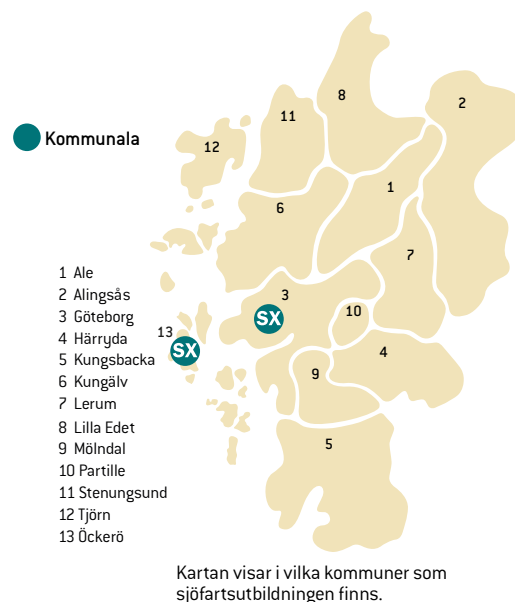 8
2
11
Kommunala
12
1
6
7
3
SX
10
13
SX
4
9
5
1 Ale
2 Alingsås
3 Göteborg
4 Härryda
5 Kungsbacka
6 Kungälv
7 Lerum
8 Lilla Edet
9 Mölndal
10 Partille
11 Stenungsund
12 Tjörn
13 Öckerö
Kartan visar i vilka kommuner som
sjöfartsutbildningen finns.